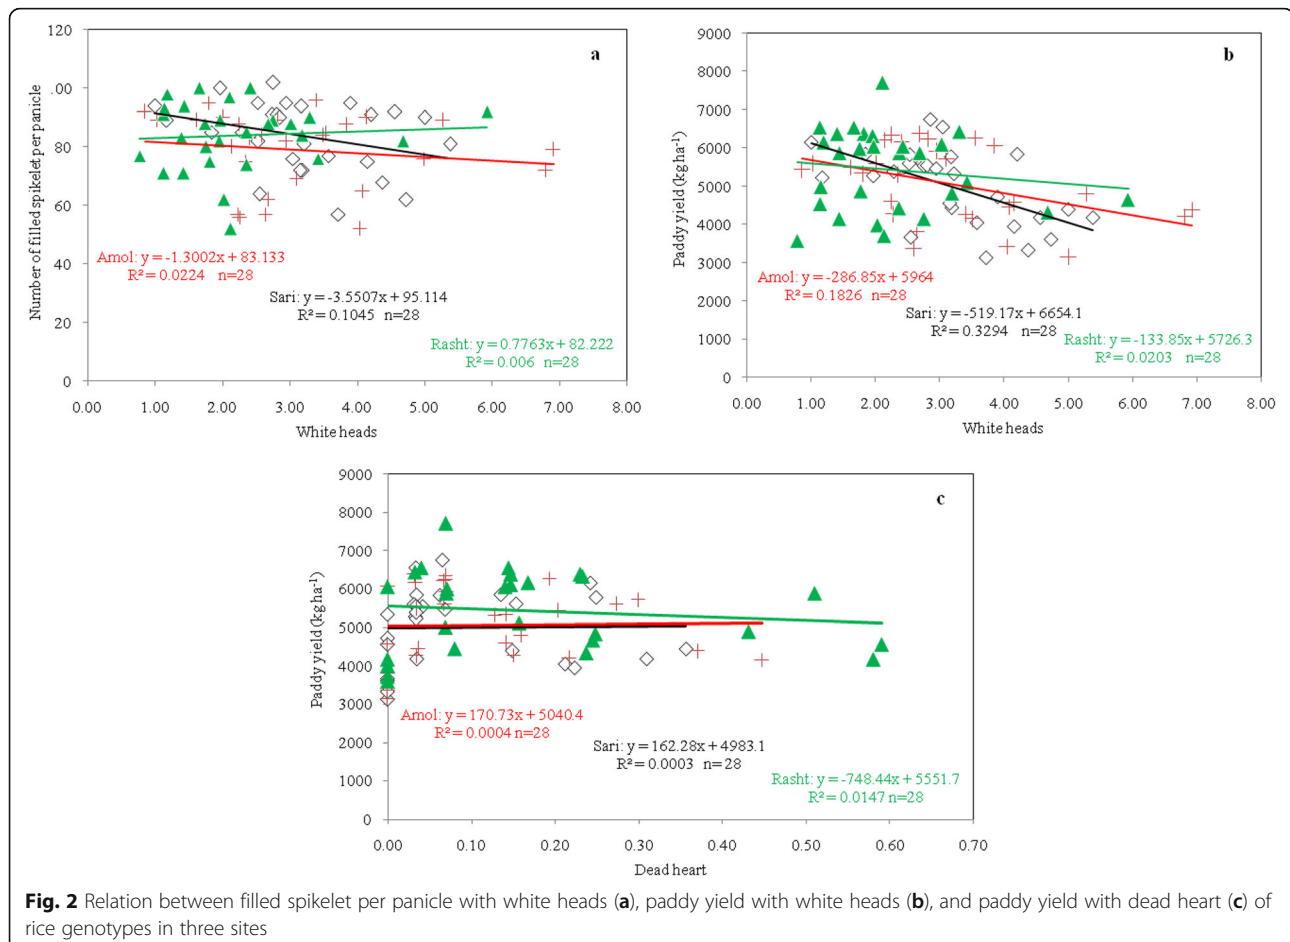 120
.00
80
60
40
20
0
Number of filled spikelet per panicle
a
Amol: y = -1.3002x + 83.133
R² = 0.0224 n=28
Sari: y = -3.5507x + 95.114
R² = 0.1045 n=28
Rasht: y = 0.7763x + 82.222
R² = 0.006 n=28
0.00 1.00 2.00 3.00 4.00 5.00 6.00 7.00 8.00
White heads
9000
8000
7000
6000
5000
4000
3000
2000
1000
0
Paddy yield (kg ha⁻¹)
b
Amol: y = -286.85x + 5964
R² = 0.1826 n=28
Sari: y = -519.17x + 6654.1
R² = 0.3294 n=28
Rasht: y = -133.85x + 5726.3
R² = 0.0203 n=28
0.00 1.00 2.00 3.00 4.00 5.00 6.00 7.00 8.00
White heads
9000
8000
7000
6000
5000
4000
3000
2000
1000
0
Paddy yield (kg ha⁻¹)
c
Amol: y = 170.73x + 5040.4
R² = 0.0004 n=28
Sari: y = 162.28x + 4983.1
R² = 0.0003 n=28
Rasht: y = -748.44x + 5551.7
R² = 0.0147 n=28
0.00 0.10 0.20 0.30 0.40 0.50 0.60 0.70
Dead heart
Fig. 2 Relation between filled spikelet per panicle with white heads (a), paddy yield with white heads (b), and paddy yield with dead heart (c) of
rice genotypes in three sites